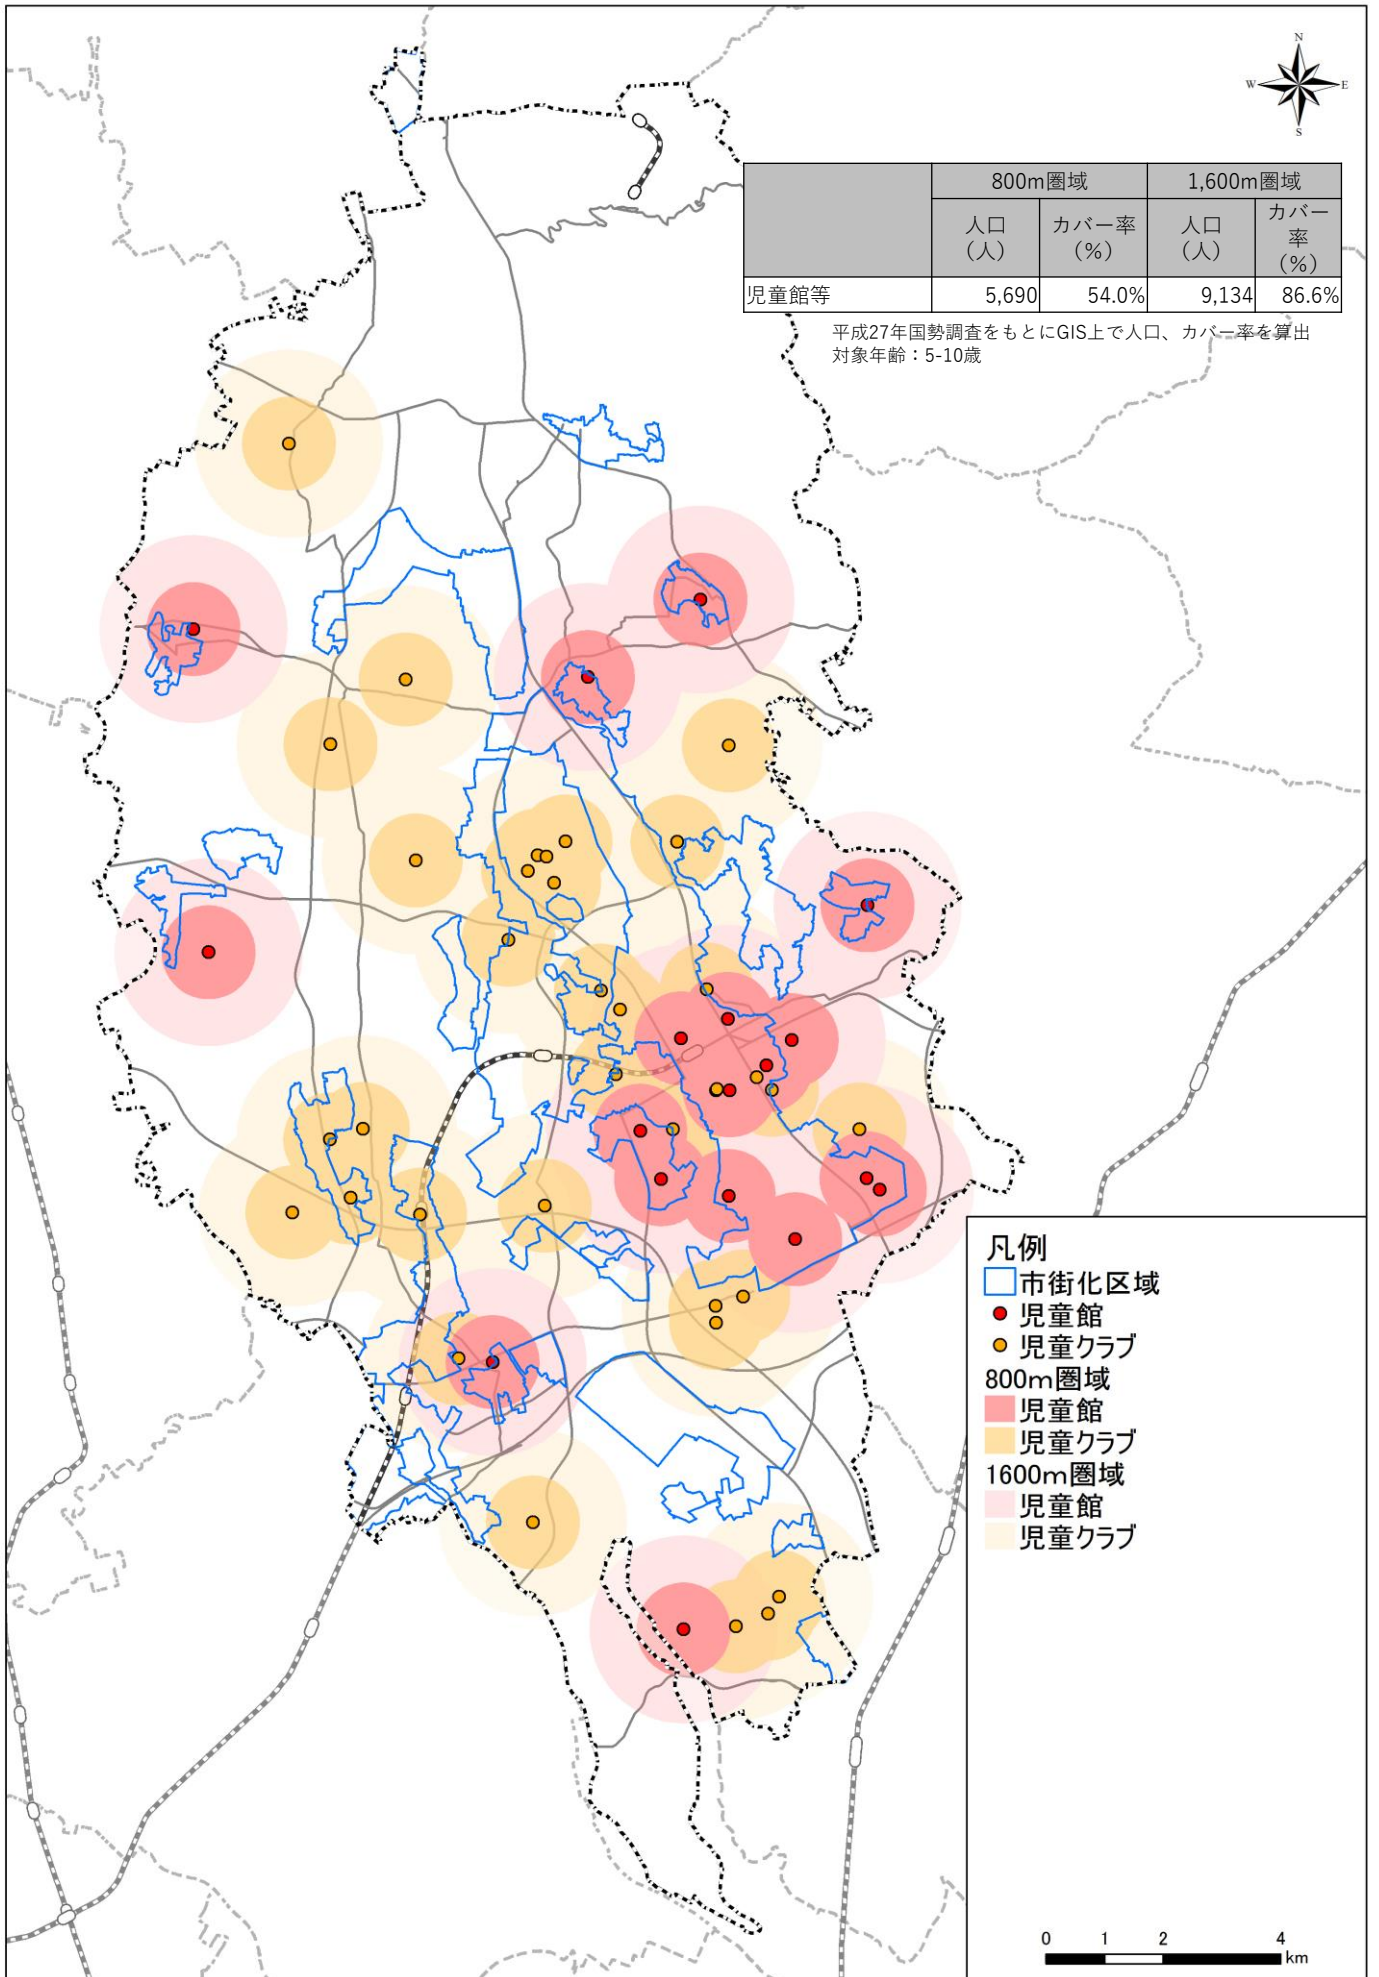 N
W E
S
800m圏域 1,600m圏域
人口
（人）
カバー率
（%）
人口
（人）
カバー
率
（%）
児童館等 5,690 54.0% 9,134 86.6%
平成27年国勢調査をもとにGIS上で人口、カバー率を算出
対象年齢：5-10歳
凡例
市街化区域
児童館
児童クラブ
800m圏域
児童館
児童クラブ
1600m圏域
児童館
児童クラブ
0 1 2 4
km